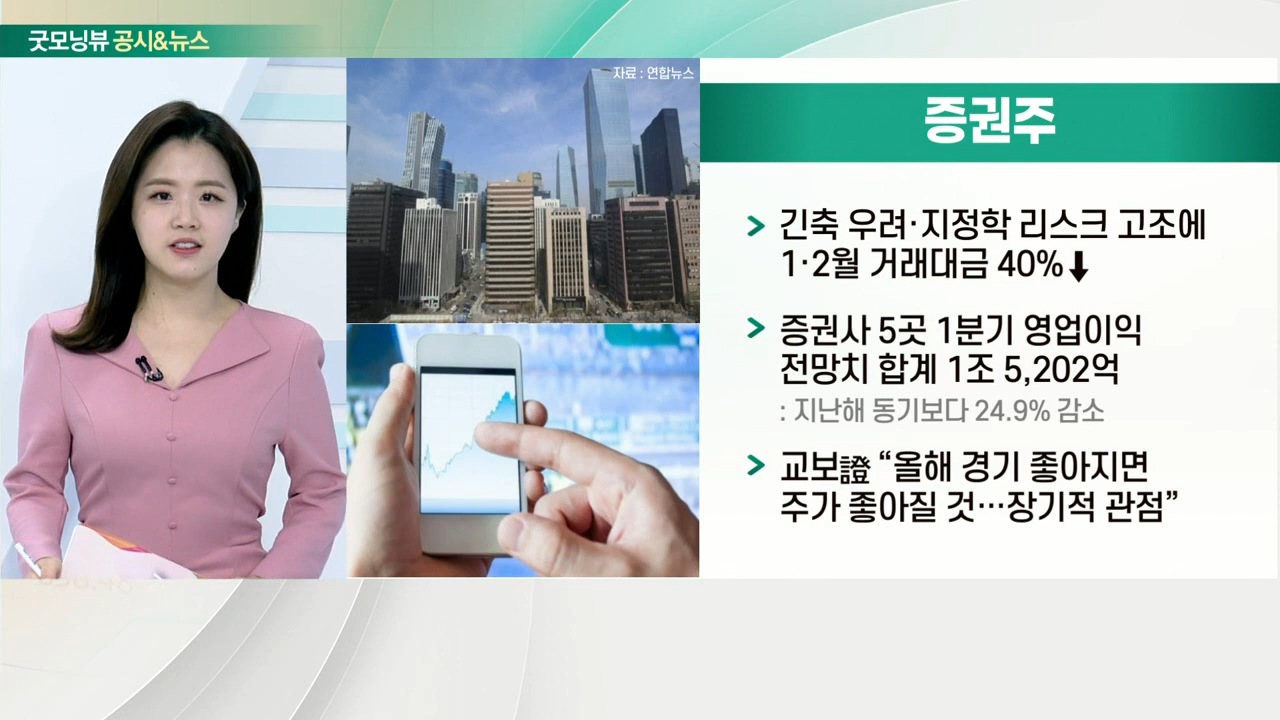 굿모닝뷰 공시&뉴스
자료 : 연합뉴스
증권주
> 긴축 우려·지정학 리스크 고조에
1·2월 거래대금 40%⬇
> 증권사 5곳 1분기 영업이익
전망치 합계 1조 5,202억
: 지난해 동기보다 24.9% 감소
> 교보證 “올해 경기 좋아지면
주가 좋아질 것…장기적 관점”